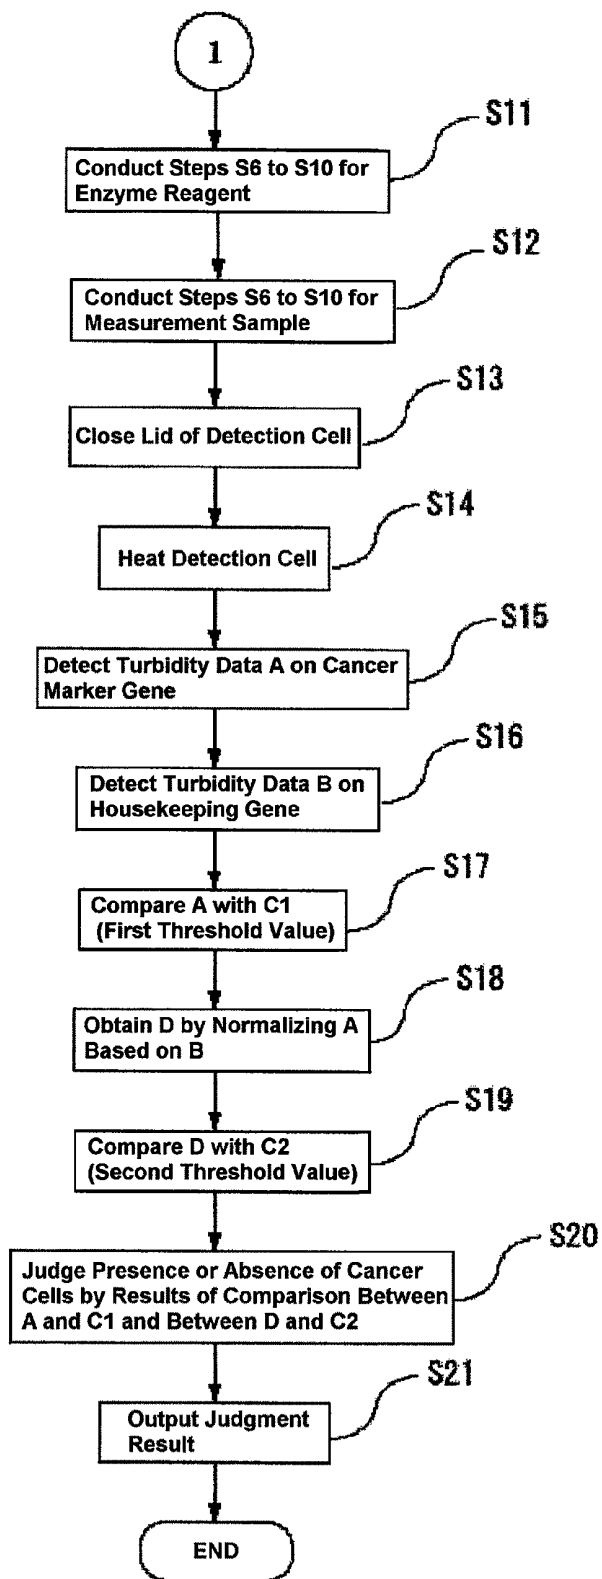 1
S11
Conduct Steps S6 to S10 for
Enzyme Reagent
S12
Conduct Steps S6 to S10 for
Measurement Sample
S13
Close Lid of Detection Cell
S14
Heat Detection Cell
S15
Detect Turbidity Data A on Cancer
Marker Gene
S16
Detect Turbidity Data B on
Housekeeping Gene
S17
Compare A with C1
(First Threshold Value)
S18
Obtain D by Normalizing A
Based on B
S19
Compare D with C2
(Second Threshold Value)
S20
Judge Presence or Absence of Cancer
Cells by Results of Comparison Between
A and C1 and Between D and C2
S21
Output Judgment
Result
END